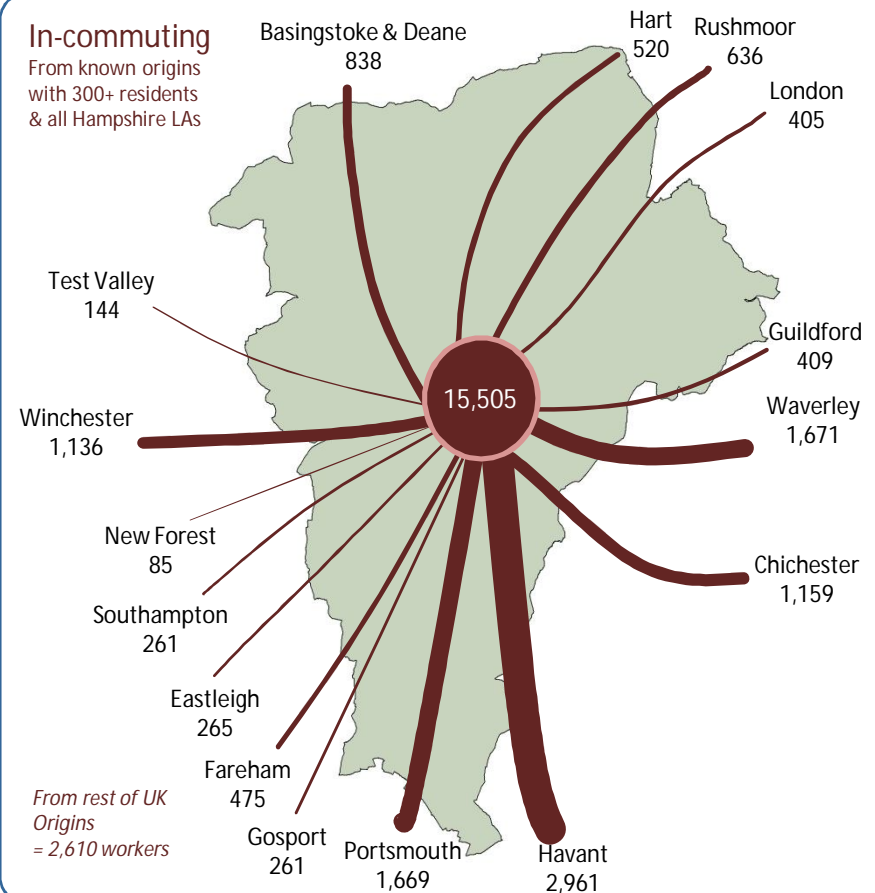 In-commuting
From known origins
with 300+ residents
& all Hampshire LAs
Basingstoke & Deane
838
Hart
520
Rushmoor
636
London
405
Test Valley
144
Guildford
409
15,505
Waverley
1,671
Winchester
1,136
New Forest
85
Chichester
1,159
Southampton
261
Eastleigh
265
Fareham
475
Gosport
261
From rest of UK
Origins
= 2,610 workers
Portsmouth
1,669
Havant
2,961